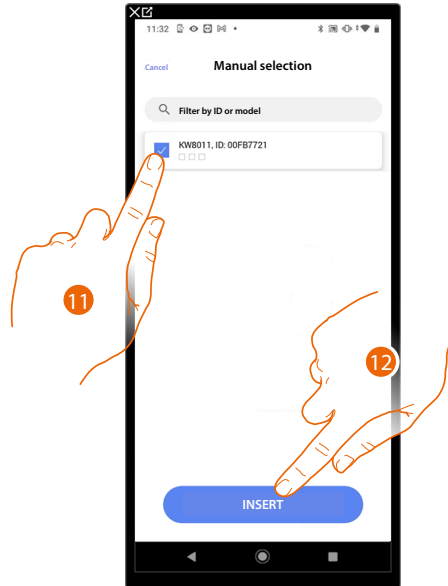 11:32
Cancel
Manual selection
Filter by ID or model
KW8011, ID: 00FB7721
11
12
INSERT